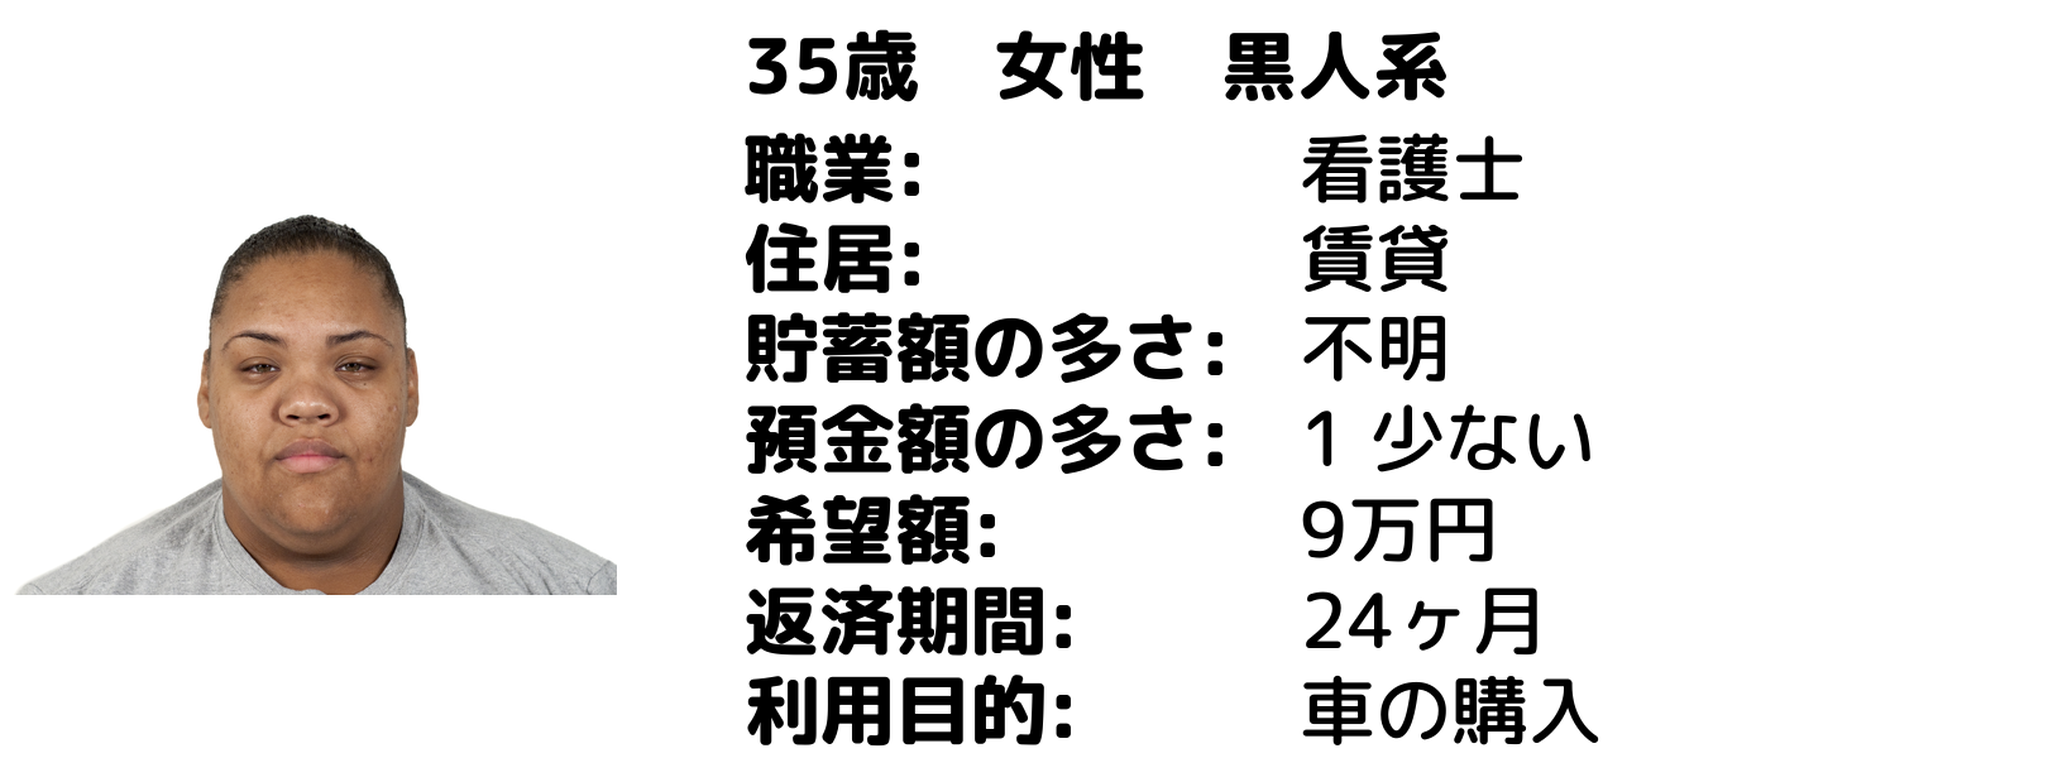 35歳　女性　黒人系
職業: 看護士
住居: 賃貸
貯蓄額の多さ: 不明
預金額の多さ: 1 少ない
希望額: 9万円
返済期間: 24ヶ月
利用目的: 車の購入